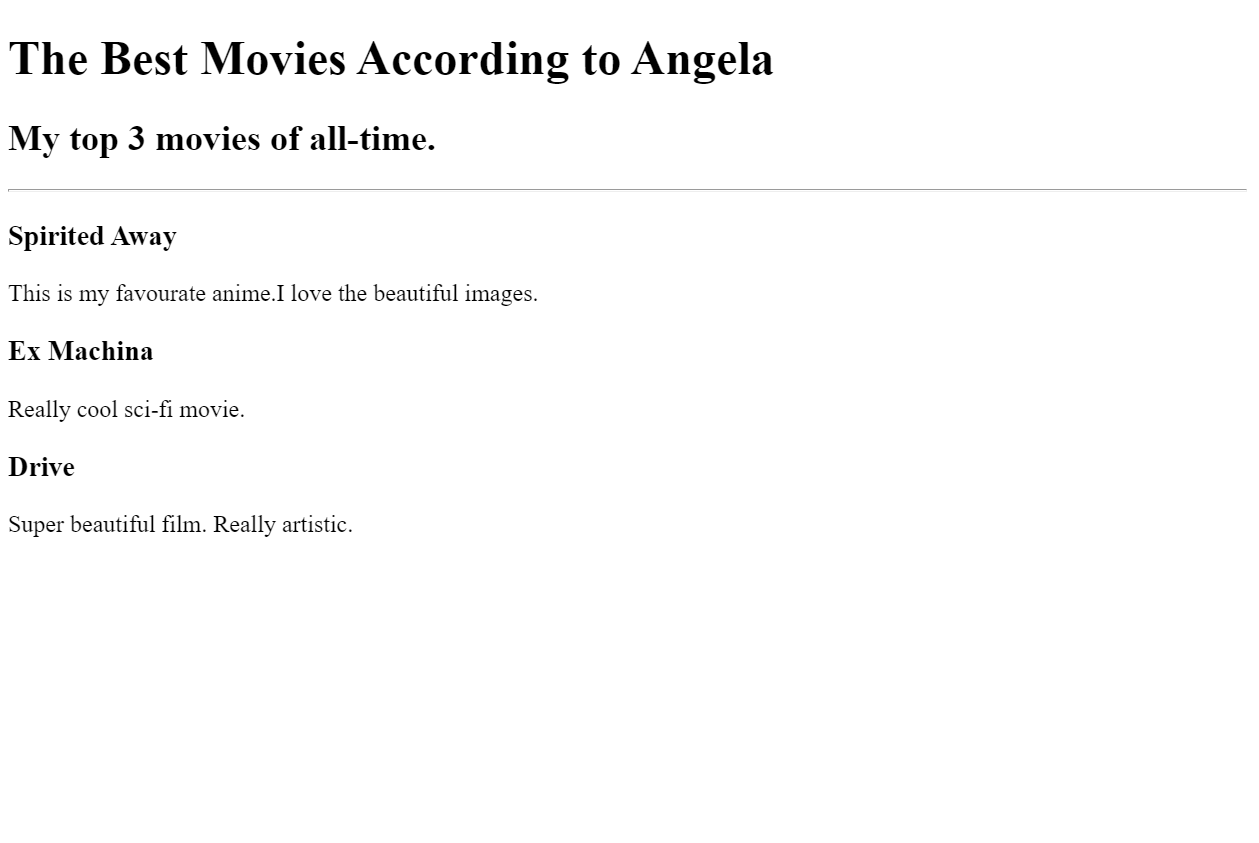 The Best Movies According to Angela
My top 3 movies of all-time.
Spirited Away
This is my favourate anime.I love the beautiful images.
Ex Machina
Really cool sci-fi movie.
Drive
Super beautiful film. Really artistic.